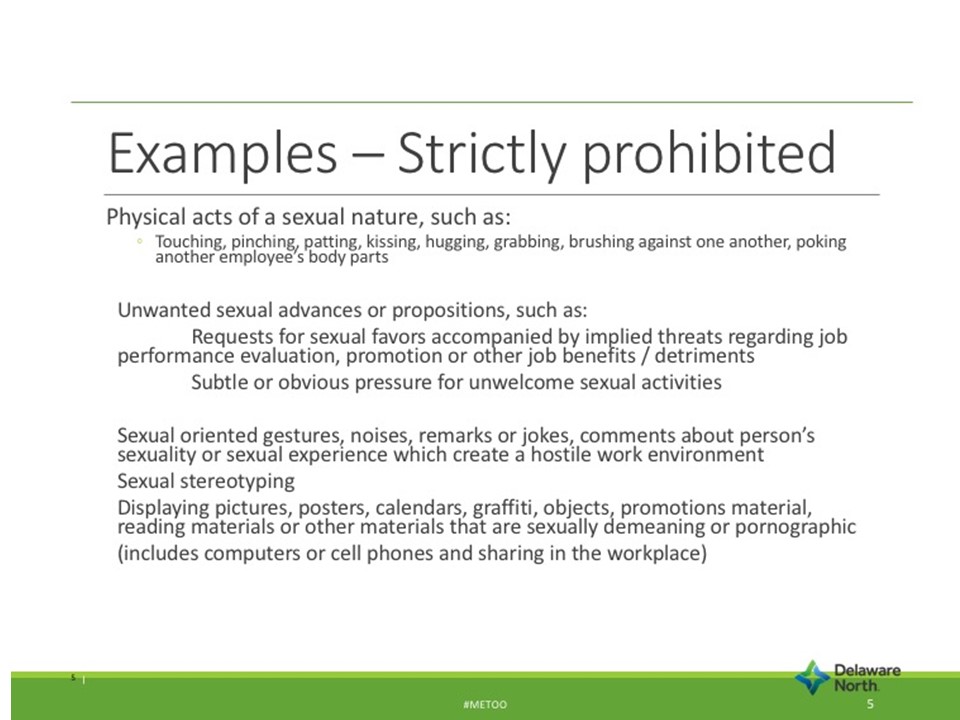 Examples – Strictly prohibited
Physical acts of a sexual nature, such as:
◦ Touching, pinching, patting, kissing, hugging, grabbing, brushing against one another, poking
another employee's body parts
Unwanted sexual advances or propositions, such as:
Requests for sexual favors accompanied by implied threats regarding job
performance evaluation, promotion or other job benefits / detriments
Subtle or obvious pressure for unwelcome sexual activities
Sexual oriented gestures, noises, remarks or jokes, comments about person's
sexuality or sexual experience which create a hostile work environment
Sexual stereotyping
Displaying pictures, posters, calendars, graffiti, objects, promotions material,
reading materials or other materials that are sexually demeaning or pornographic
(includes computers or cell phones and sharing in the workplace)
5 |
Delaware
North.
#METOO
5